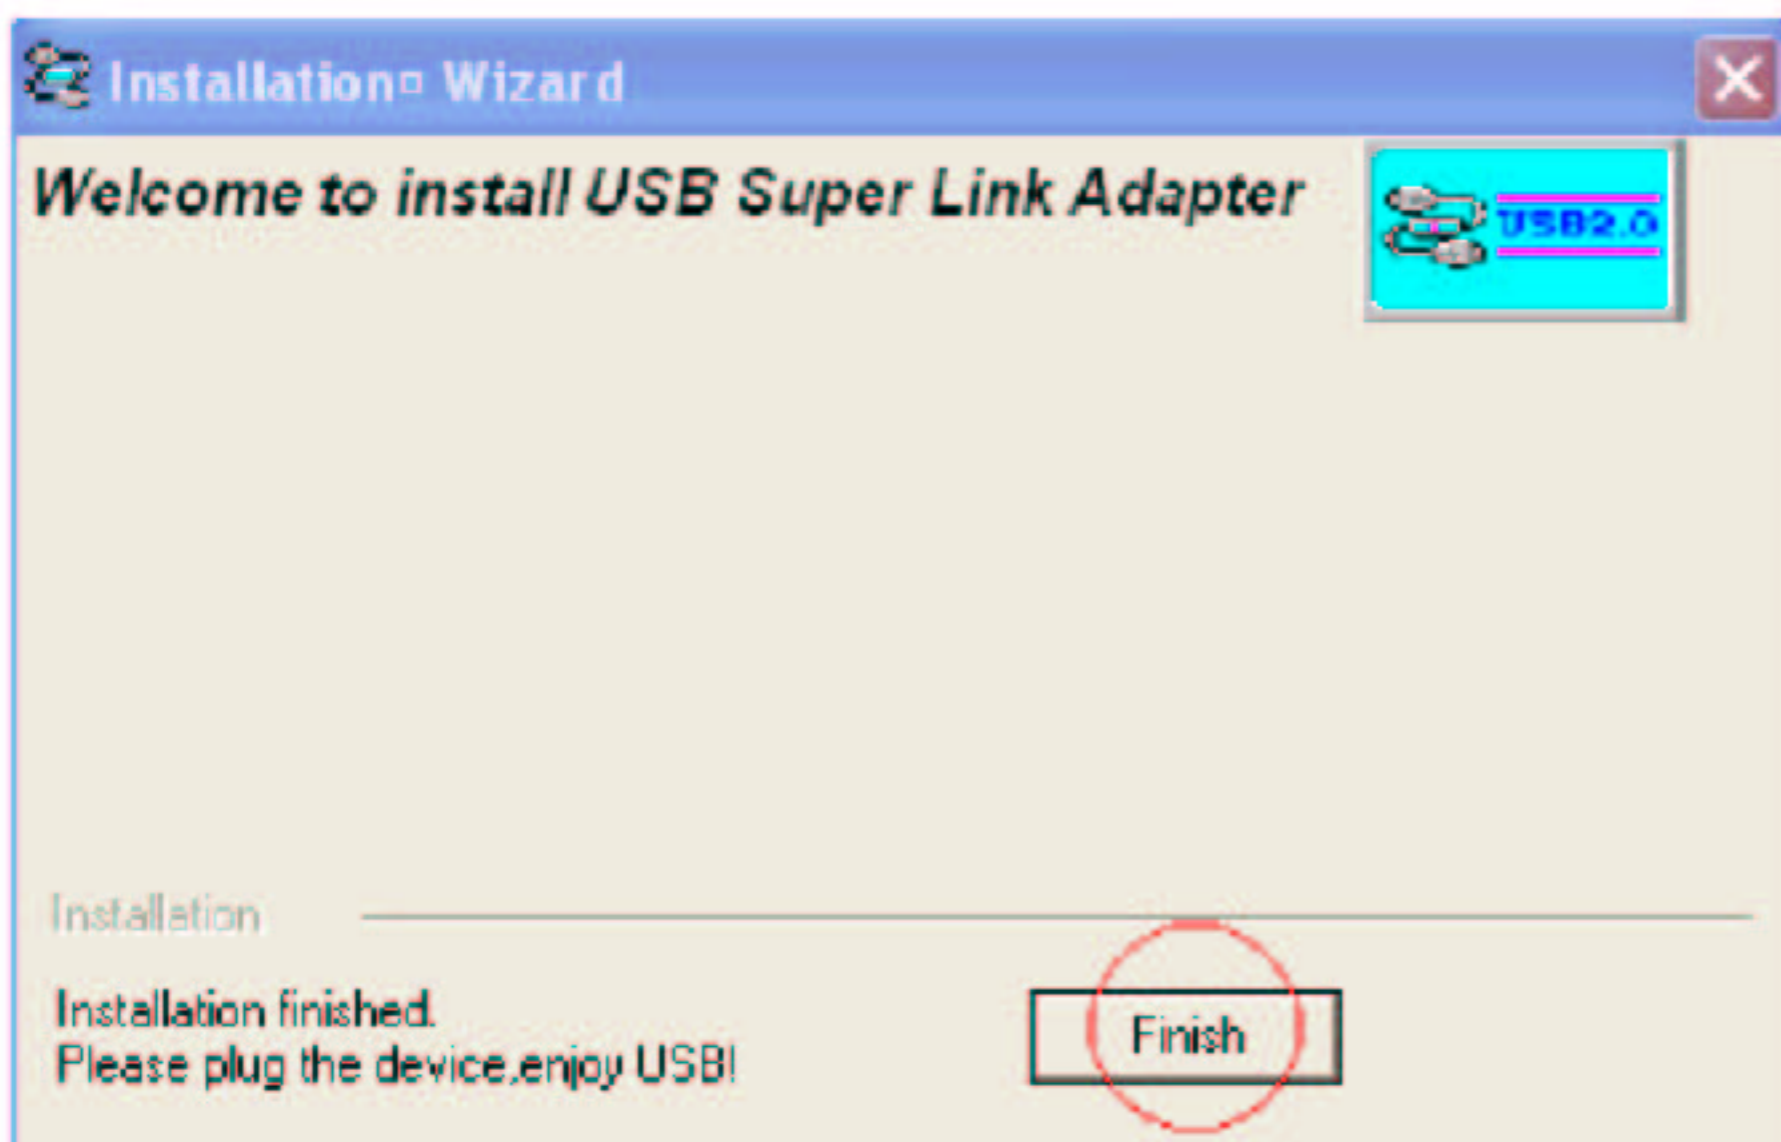 Installation¤ Wizard
Welcome to install USB Super Link Adapter
USB2.0
Installation
Installation finished.
Please plug the device,enjoy USB!
Finish